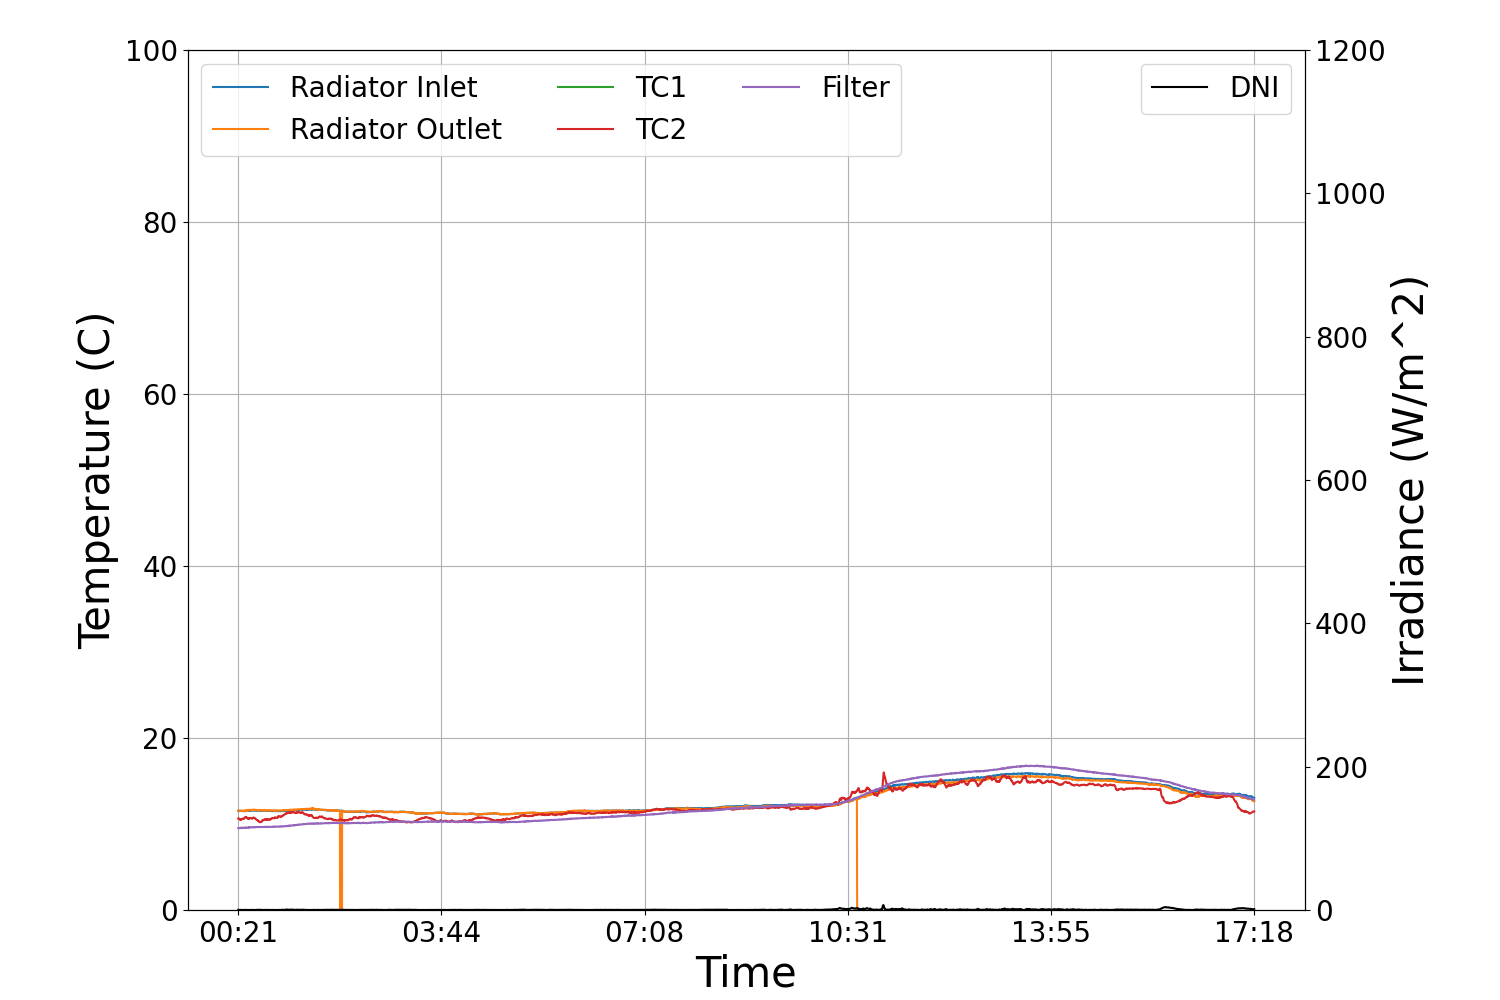 Radiator Inlet
Radiator Outlet
TC1
TC2
Filter
DNI
Temperature (C)
100
80
60
40
20
0
1200
1000
800
600
400
200
0
Irradiance (W/m^2)
00:21 03:44 07:08 10:31 13:55 17:18
Time